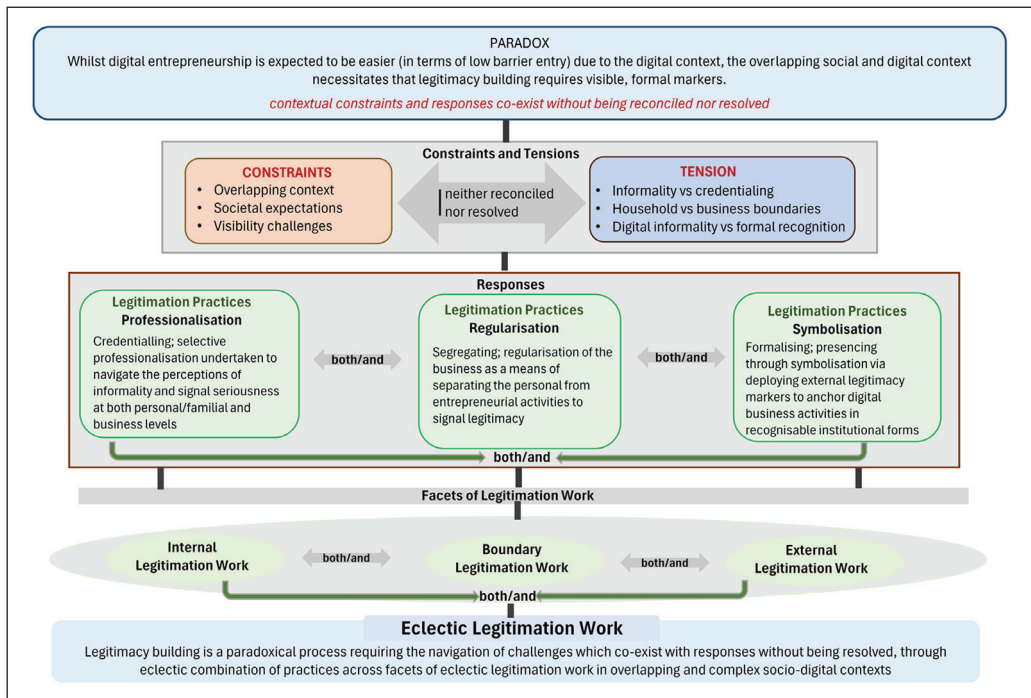 PARADOX
Whilst digital entrepreneurship is expected to be easier (in terms of low barrier entry) due to the digital context, the overlapping social and digital context
necessitates that legitimacy building requires visible, formal markers.
contextual constraints and responses co-exist without being reconciled nor resolved
Constraints and Tensions
CONSTRAINTS
• Overlapping context
• Societal expectations
• Visibility challenges
neither reconciled
nor resolved
TENSION
• Informality vs credentialing
• Household vs business boundaries
• Digital informality vs formal recognition
Responses
Legitimation Practices
Professionalisation
Credentialling; selective
professionalisation undertaken to
navigate the perceptions of
informality and signal seriousness
at both personal/familial and
business levels
both/and
Legitimation Practices
Regularisation
Segregating; regularisation of the
business as a means of
separating the personal from
entrepreneurial activities to
signal legitimacy
both/and
Legitimation Practices
Symbolisation
Formalising; presencing
through symbolisation via
deploying external legitimacy
markers to anchor digital
business activities in
recognisable institutional forms
both/and
Facets of Legitimation Work
Internal
Legitimation Work
both/and
Boundary
Legitimation Work
both/and
External
Legitimation Work
both/and
Eclectic Legitimation Work
Legitimacy building is a paradoxical process requiring the navigation of challenges which co-exist with responses without being resolved, through
eclectic combination of practices across facets of eclectic legitimation work in overlapping and complex socio-digital contexts